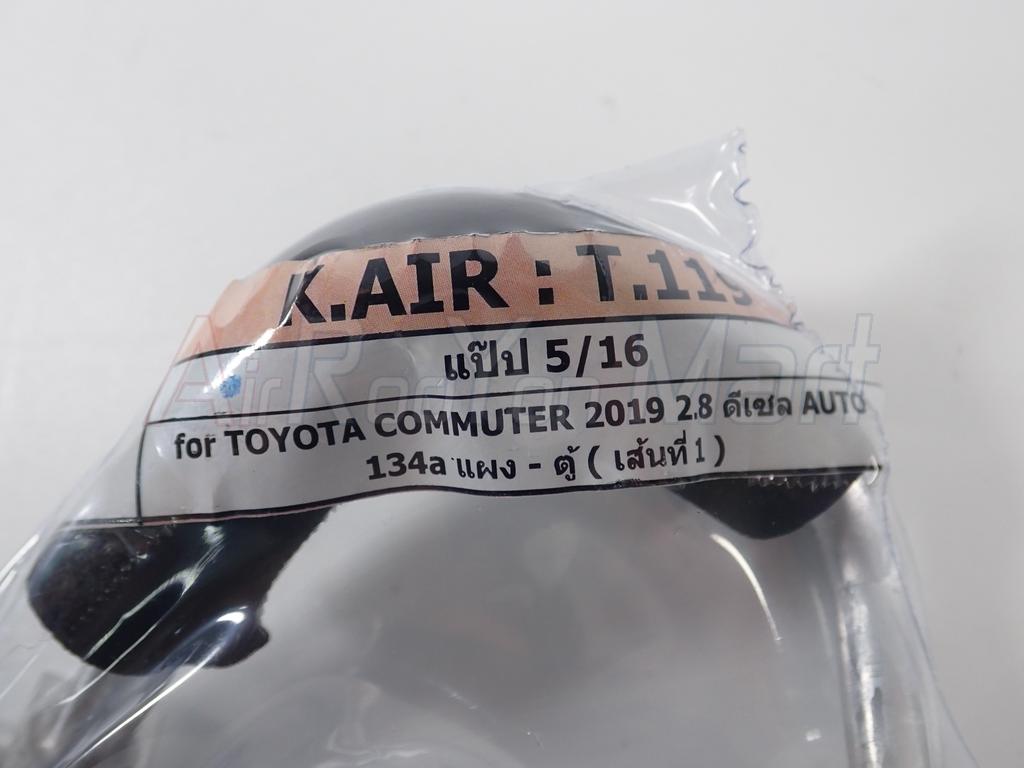 K.AIR : T.119
แป๊ป 5/16
for TOYOTA COMMUTER 2019 2.8 ดีเซล AUTO
134a แผง - ตู้ ( เส้นที่ 1 )